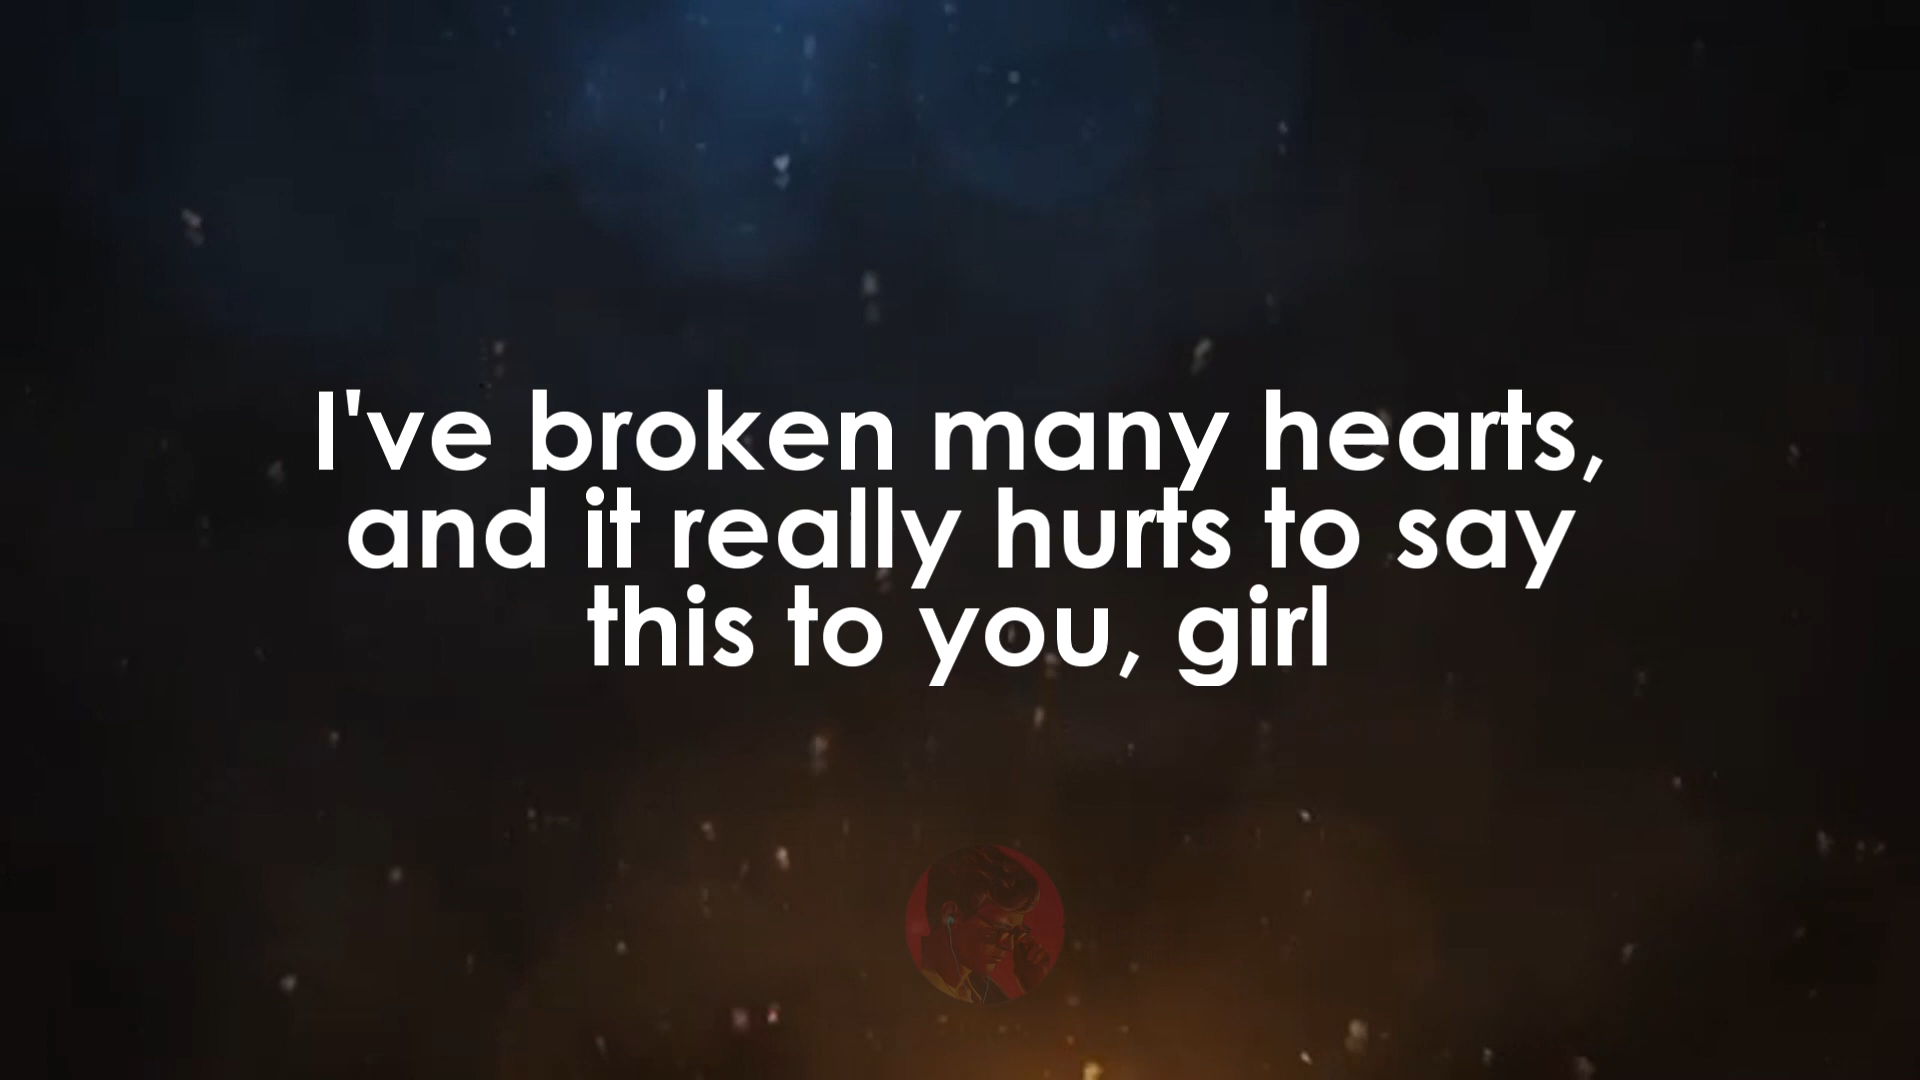 I've broken many hearts,
and it really hurts to say
this to you, girl